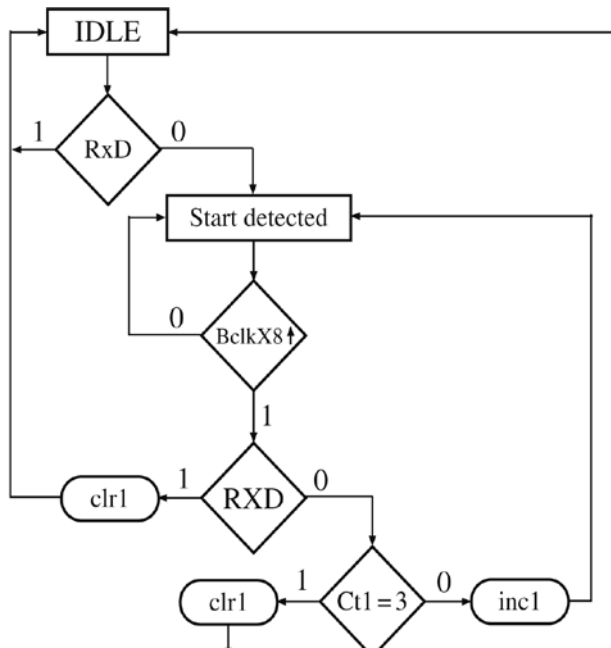 IDLE
1
0
RxD
Start detected
0
BclkX8↑
1
1
0
clr1
RXD
1
0
clr1
Ct1 = 3
inc1